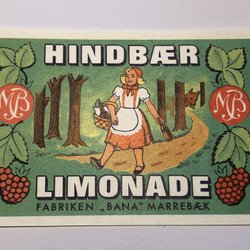 HINDBÆR
MB MB
LIMONADE
FABRIKEN „BANA” MARREBÆK